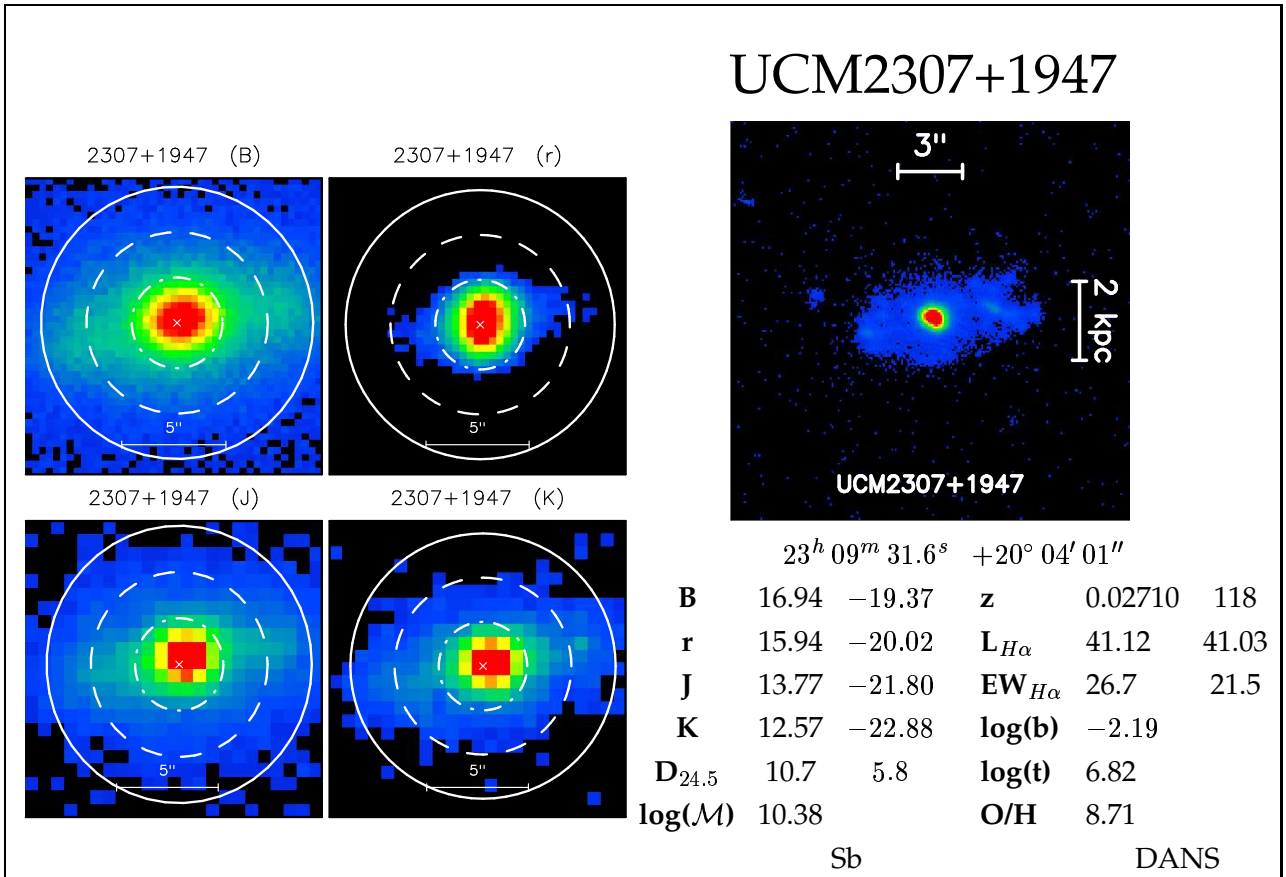 UCM2307+1947
2307+1947 (B)
2307+1947 (r)
5"
5"
2307+1947 (J)
2307+1947 (K)
5"
5"
3"
2 kpc
UCM2307+1947
23h 09m 31.6s +20° 04′ 01″
B 16.94 −19.37 z 0.02710 118
r 15.94 −20.02 LHα 41.12 41.03
J 13.77 −21.80 EWHα 26.7 21.5
K 12.57 −22.88 log(b) −2.19
D24.5 10.7 5.8 log(t) 6.82
log(ℳ) 10.38 O/H 8.71
Sb DANS